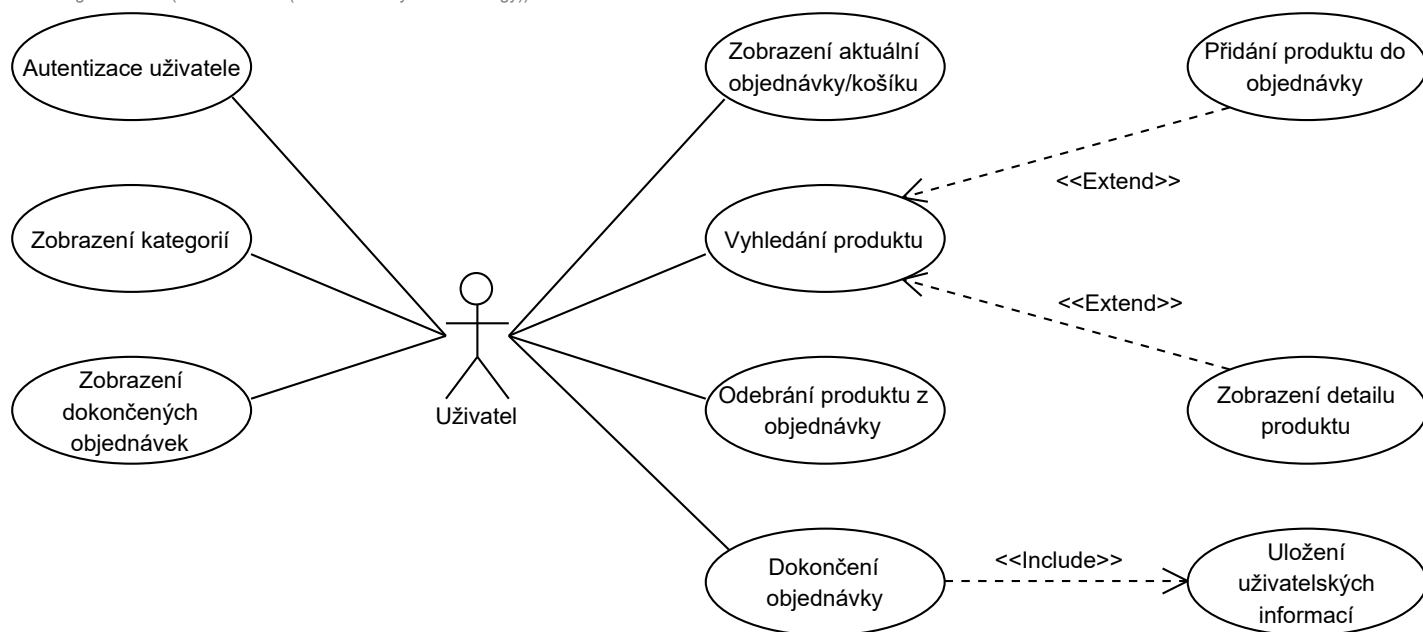 Autentizace uživatele
Zobrazení aktuální
objednávky/košíku
Přidání produktu do
objednávky
<<Extend>>
Zobrazení kategorií
Vyhledání produktu
<<Extend>>
Zobrazení
dokončených
objednávek
Uživatel
Odebrání produktu z
objednávky
Zobrazení detailu
produktu
Dokončení
objednávky
<<Include>>
Uložení
uživatelských
informací